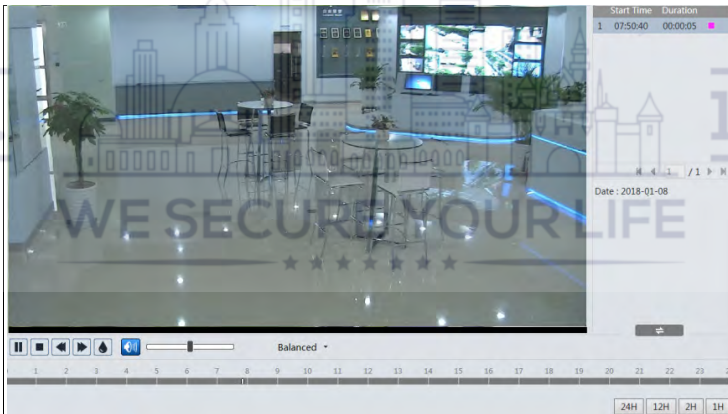 Start Time Duration
1 07:50:40 00:00:05
1 / 1
Date : 2018-01-08
WE SECURE YOUR LIFE
Balanced
1 2 3 4 5 6 7 8 9 10 11 12 13 14 15 16 17 18 19 20 21 22 23
24H 12H 2H 1H